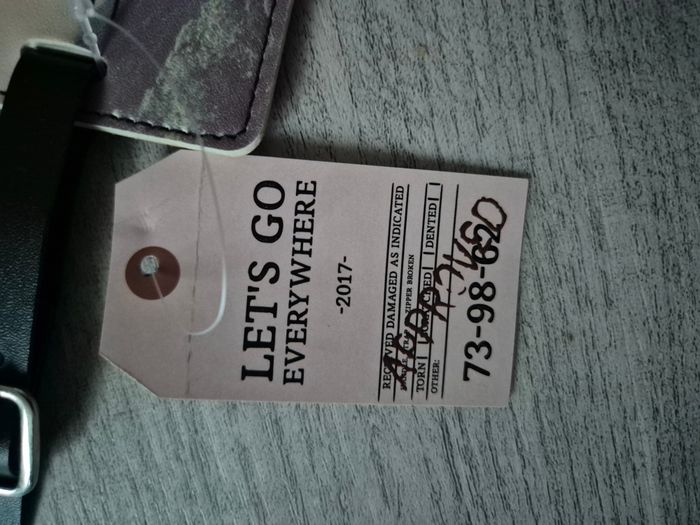 LET'S GO
EVERYWHERE
-2017-
RECEIVED DAMAGED AS INDICATED
ZIPPER BROKEN
TORN[ ] [ ] DENTED[ ]
OTHER:
73-98-620